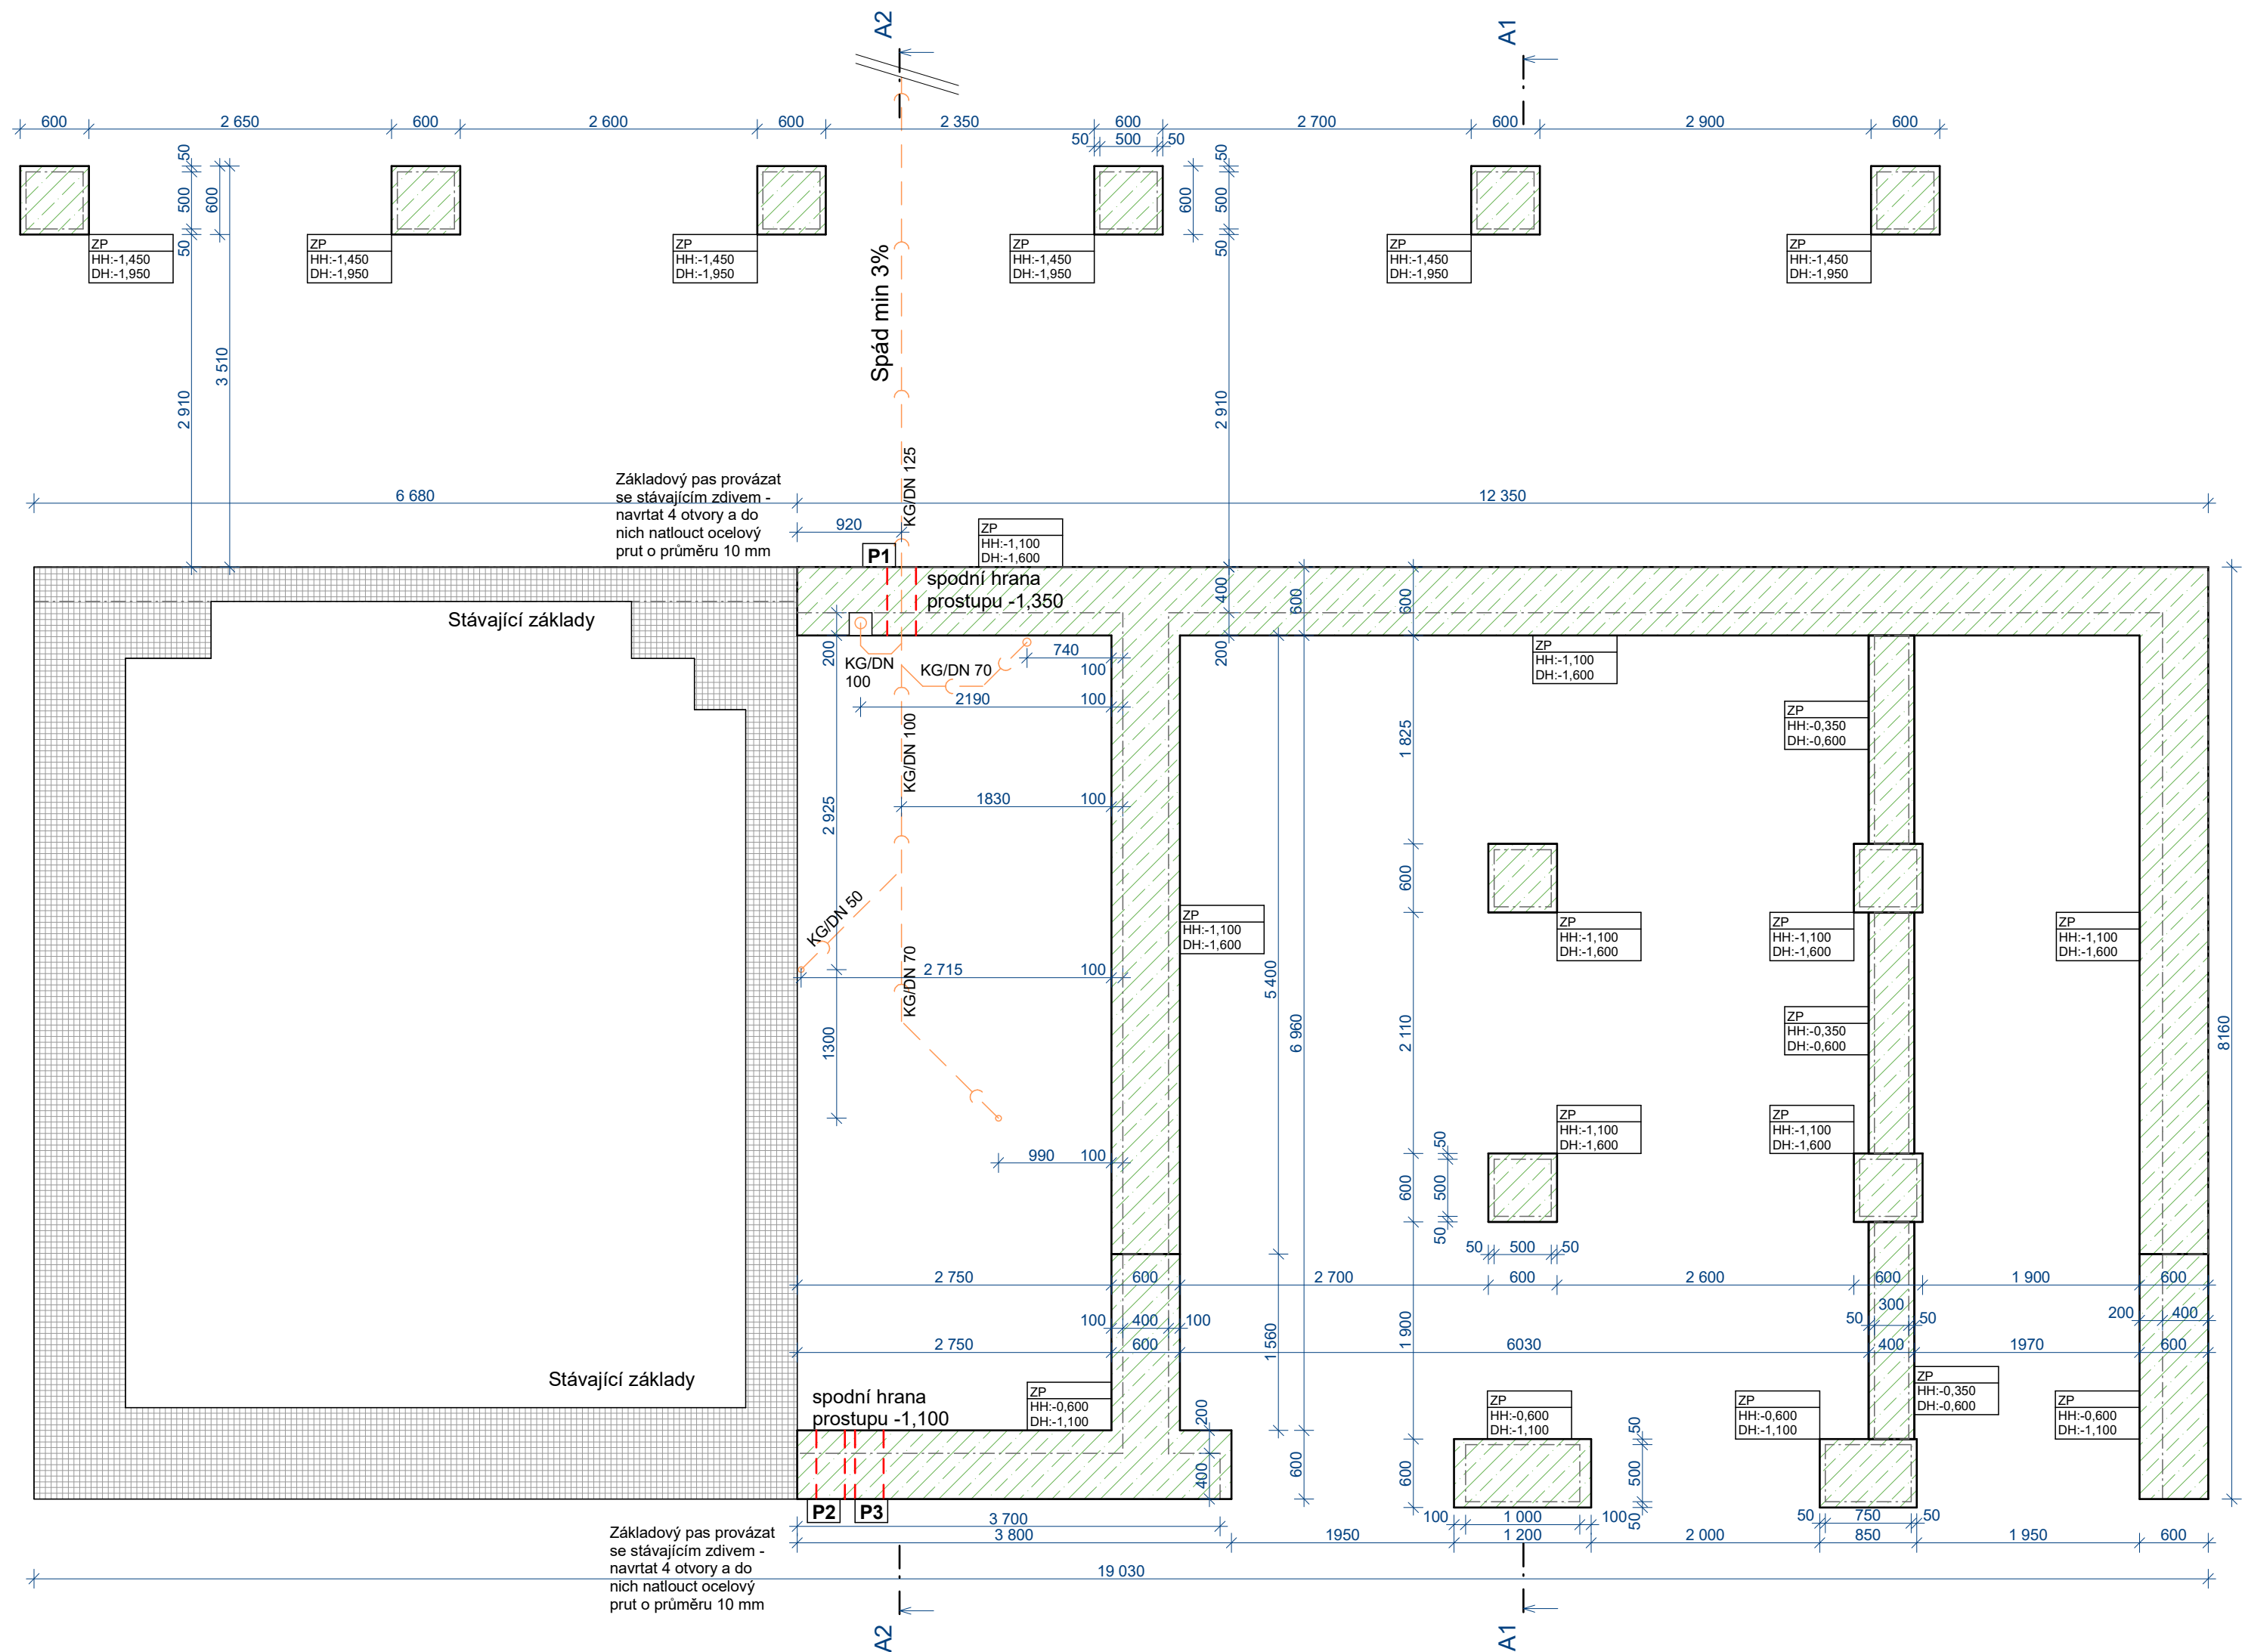 A2
A1
600
2 650
600
2 600
600
2 350
600
2 700
600
2 900
600
50
500
50
50
500
50
600
600
50
500
50
ZP
HH:-1,450
DH:-1,950
ZP
HH:-1,450
DH:-1,950
ZP
HH:-1,450
DH:-1,950
ZP
HH:-1,450
DH:-1,950
ZP
HH:-1,450
DH:-1,950
ZP
HH:-1,450
DH:-1,950
Spád min 3%
2 910
3 510
2 910
KG/DN 125
Základový pas provázat
se stávajícím zdivem -
navrtat 4 otvory a do
nich natlouct ocelový
prut o průměru 10 mm
6 680
12 350
920
P1
ZP
HH:-1,100
DH:-1,600
spodní hrana
prostupu -1,350
Stávající základy
400
600
600
200
200
KG/DN
100
KG/DN 70
740
100
2190
100
ZP
HH:-1,100
DH:-1,600
ZP
HH:-0,350
DH:-0,600
KG/DN 100
1 825
1830
100
2 925
KG/DN 50
600
ZP
HH:-1,100
DH:-1,600
ZP
HH:-1,100
DH:-1,600
ZP
HH:-1,100
DH:-1,600
ZP
HH:-1,100
DH:-1,600
KG/DN 70
2 715
100
5 400
6 960
2 110
1300
ZP
HH:-0,350
DH:-0,600
8160
ZP
HH:-1,100
DH:-1,600
ZP
HH:-1,100
DH:-1,600
990
100
50
600
500
50
50
500
50
2 750
600
2 700
600
2 600
600
1 900
600
100
400
100
50
300
50
200
400
1 560
1 900
2 750
600
6030
400
1970
600
Stávající základy
spodní hrana
prostupu -1,100
ZP
HH:-0,600
DH:-1,100
200
400
600
600
ZP
HH:-0,600
DH:-1,100
ZP
HH:-0,600
DH:-1,100
ZP
HH:-0,350
DH:-0,600
ZP
HH:-0,600
DH:-1,100
50
500
50
P2
P3
3 700
100
1 000
100
50
750
50
3 800
1950
1 200
2 000
850
1 950
600
Základový pas provázat
se stávajícím zdivem -
navrtat 4 otvory a do
nich natlouct ocelový
prut o průměru 10 mm
19 030
A2
A1